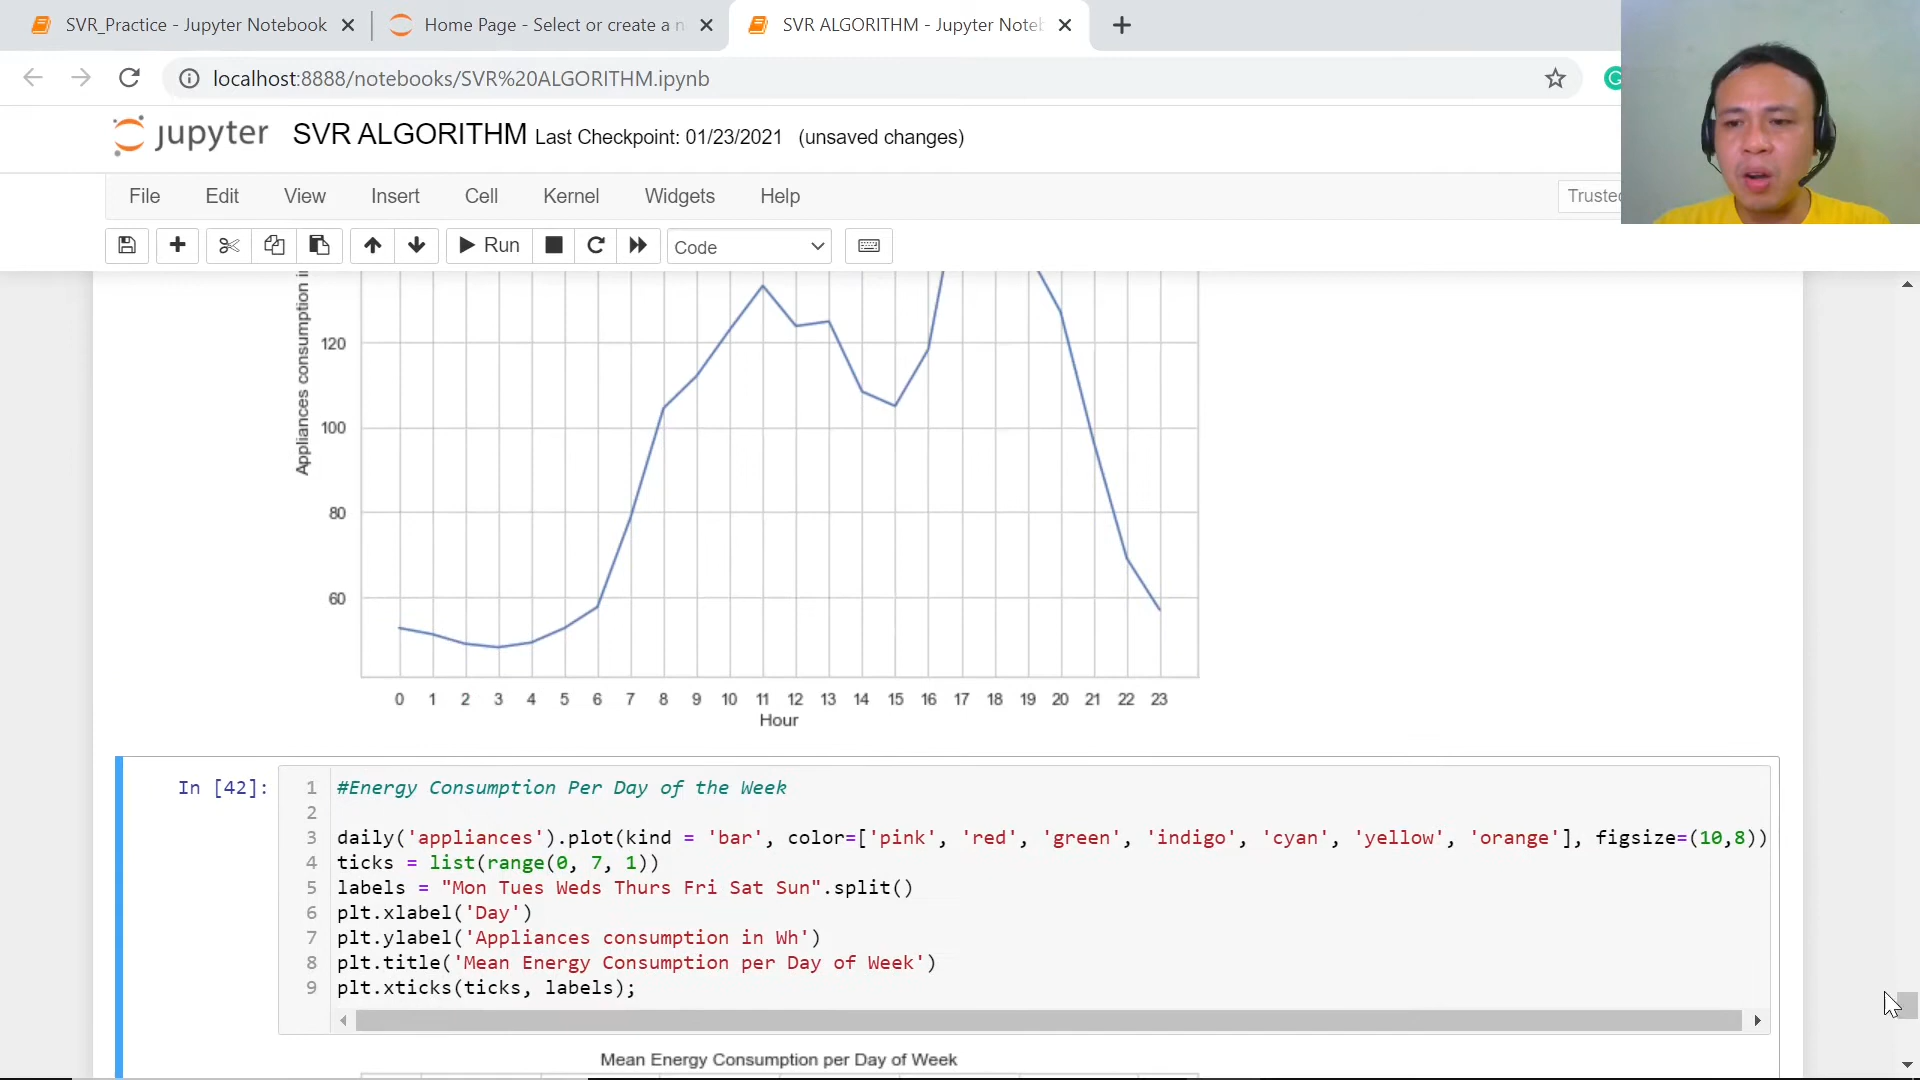 SVR_Practice - Jupyter Notebook
Home Page - Select or create a n
SVR ALGORITHM - Jupyter Note
localhost:8888/notebooks/SVR%20ALGORITHM.ipynb
jupyter SVR ALGORITHM Last Checkpoint: 01/23/2021 (unsaved changes)
File Edit View Insert Cell Kernel Widgets Help
Trusted
Run
Code
Appliances consumption
120
100
80
60
0 1 2 3 4 5 6 7 8 9 10 11 12 13 14 15 16 17 18 19 20 21 22 23
Hour
In [42]:
1 #Energy Consumption Per Day of the Week
2
3 daily('appliances').plot(kind = 'bar', color=['pink', 'red', 'green', 'indigo', 'cyan', 'yellow', 'orange'], figsize=(10,8))
4 ticks = list(range(0, 7, 1))
5 labels = "Mon Tues Weds Thurs Fri Sat Sun".split()
6 plt.xlabel('Day')
7 plt.ylabel('Appliances consumption in Wh')
8 plt.title('Mean Energy Consumption per Day of Week')
9 plt.xticks(ticks, labels);
Mean Energy Consumption per Day of Week